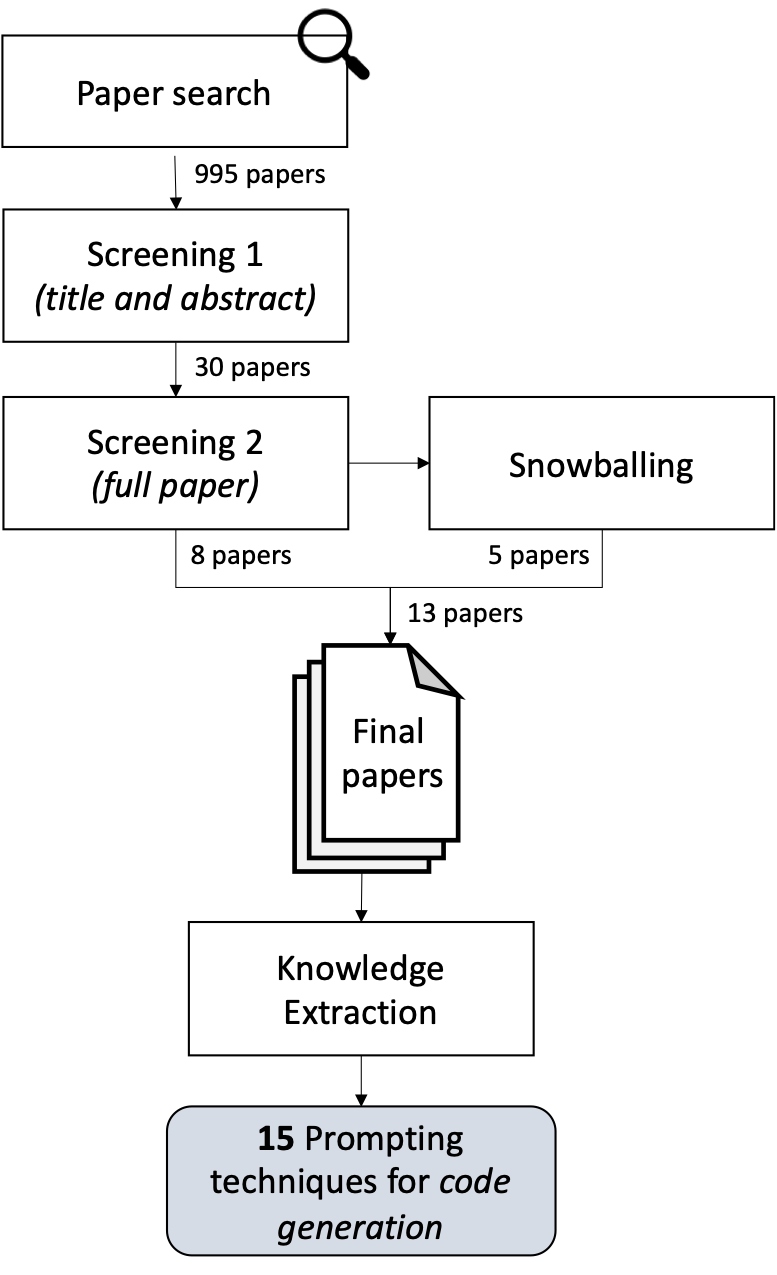 Paper search
995 papers
Screening 1
(title and abstract)
30 papers
Screening 2
(full paper)
Snowballing
8 papers
5 papers
13 papers
Final
papers
Knowledge
Extraction
15 Prompting
techniques for code
generation